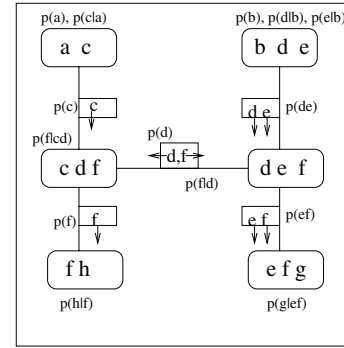 p(a), p(c|a)
p(b), p(d|b), p(e|b)
a c
b d e
p(c)
c
d e
p(de)
p(d)
p(f|cd)
d,f
c d f
d e f
p(f|d)
p(f)
f
e f
p(ef)
f h
e f g
p(h|f)
p(g|ef)